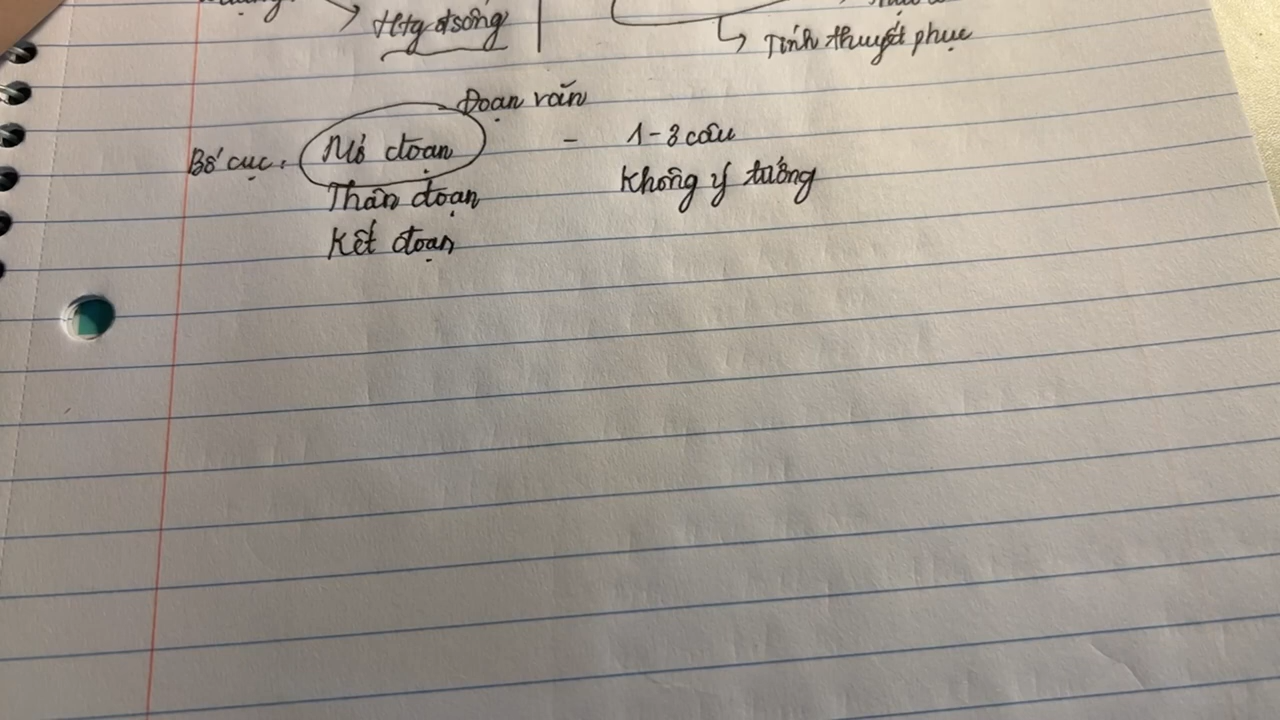 Htg đsống
Tính thuyết phục
Đoạn văn
Bố cục: Mở đoạn - 1-3 câu
Thân đoạn Không ý tưởng
Kết đoạn